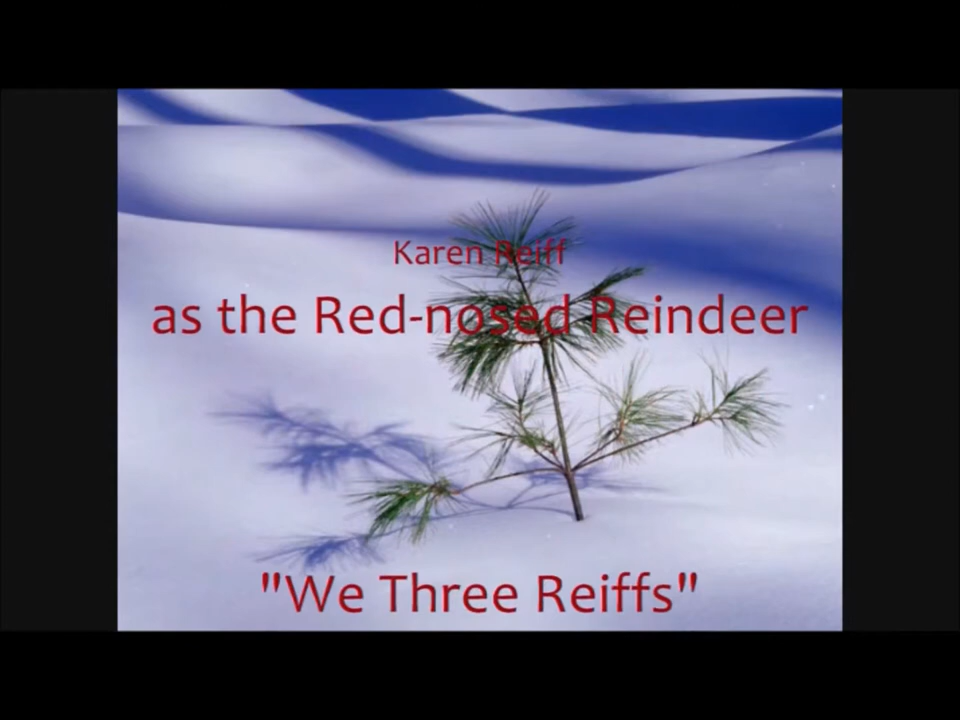 Karen Reiff
as the Red-nosed Reindeer
"We Three Reiffs"